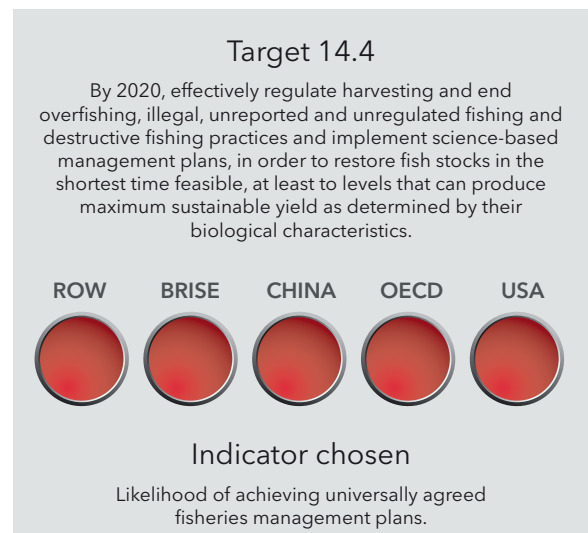 Target 14.4
By 2020, effectively regulate harvesting and end
overfishing, illegal, unreported and unregulated fishing and
destructive fishing practices and implement science-based
management plans, in order to restore fish stocks in the
shortest time feasible, at least to levels that can produce
maximum sustainable yield as determined by their
biological characteristics.
ROW BRISE CHINA OECD USA
Indicator chosen
Likelihood of achieving universally agreed
fisheries management plans.